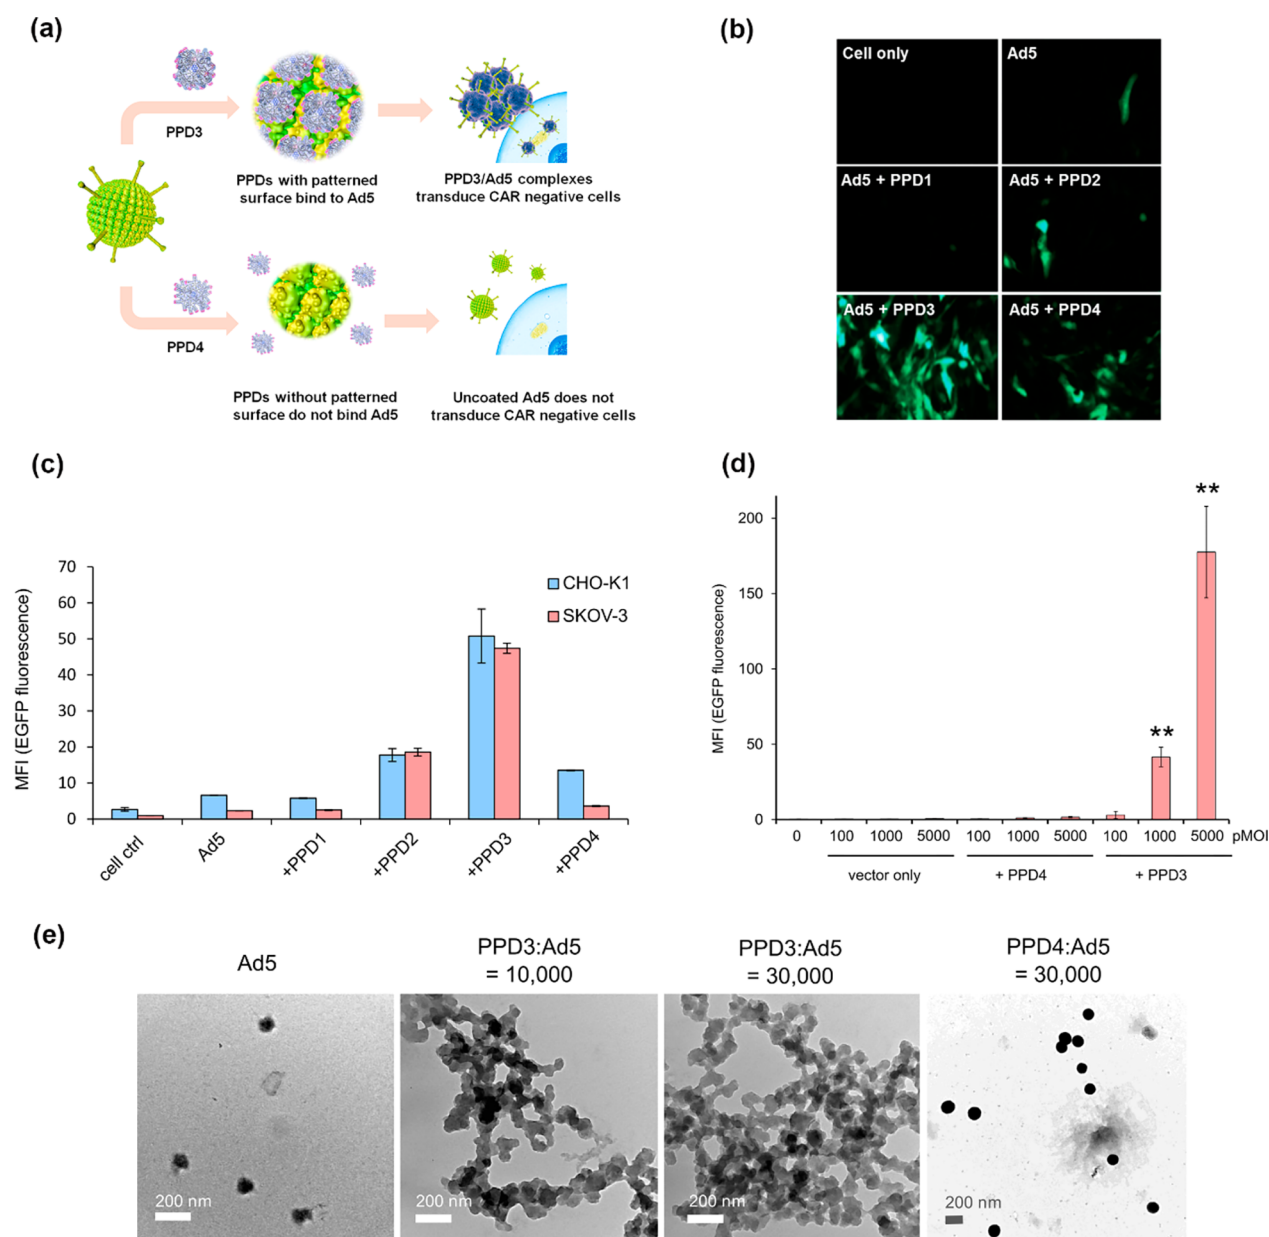 (a)
PPD3
PPDs with patterned
surface bind to Ad5
PPD3/Ad5 complexes
transduce CAR negative cells
PPD4
PPDs without patterned
surface do not bind Ad5
Uncoated Ad5 does not
transduce CAR negative cells
(b)
Cell only
Ad5
Ad5 + PPD1
Ad5 + PPD2
Ad5 + PPD3
Ad5 + PPD4
(c)
MFI (EGFP fluorescence)
70
60
50
40
30
20
10
0
CHO-K1
SKOV-3
cell ctrl
Ad5
+PPD1
+PPD2
+PPD3
+PPD4
(d)
MFI (EGFP fluorescence)
200
150
100
50
0
**
**
0 100 1000 5000 100 1000 5000 100 1000 5000 pMOI
vector only
+ PPD4
+ PPD3
(e)
Ad5
PPD3:Ad5
= 10,000
PPD3:Ad5
= 30,000
PPD4:Ad5
= 30,000
200 nm
200 nm
200 nm
200 nm